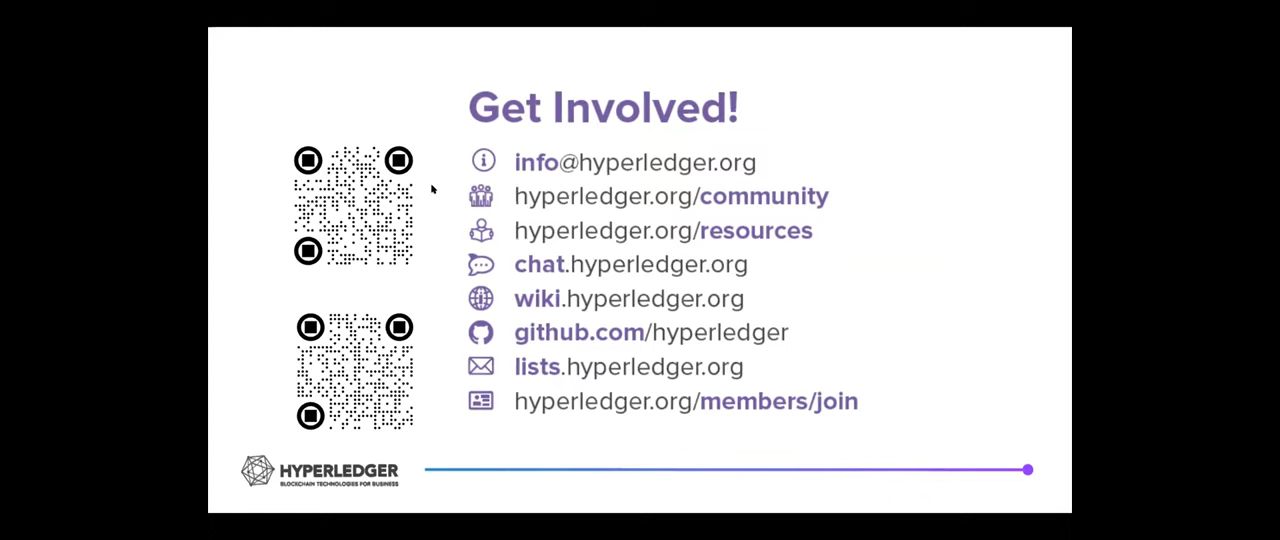 Get Involved!
info@hyperledger.org
hyperledger.org/community
hyperledger.org/resources
chat.hyperledger.org
wiki.hyperledger.org
github.com/hyperledger
lists.hyperledger.org
hyperledger.org/members/join
HYPERLEDGER
BLOCKCHAIN TECHNOLOGIES FOR BUSINESS